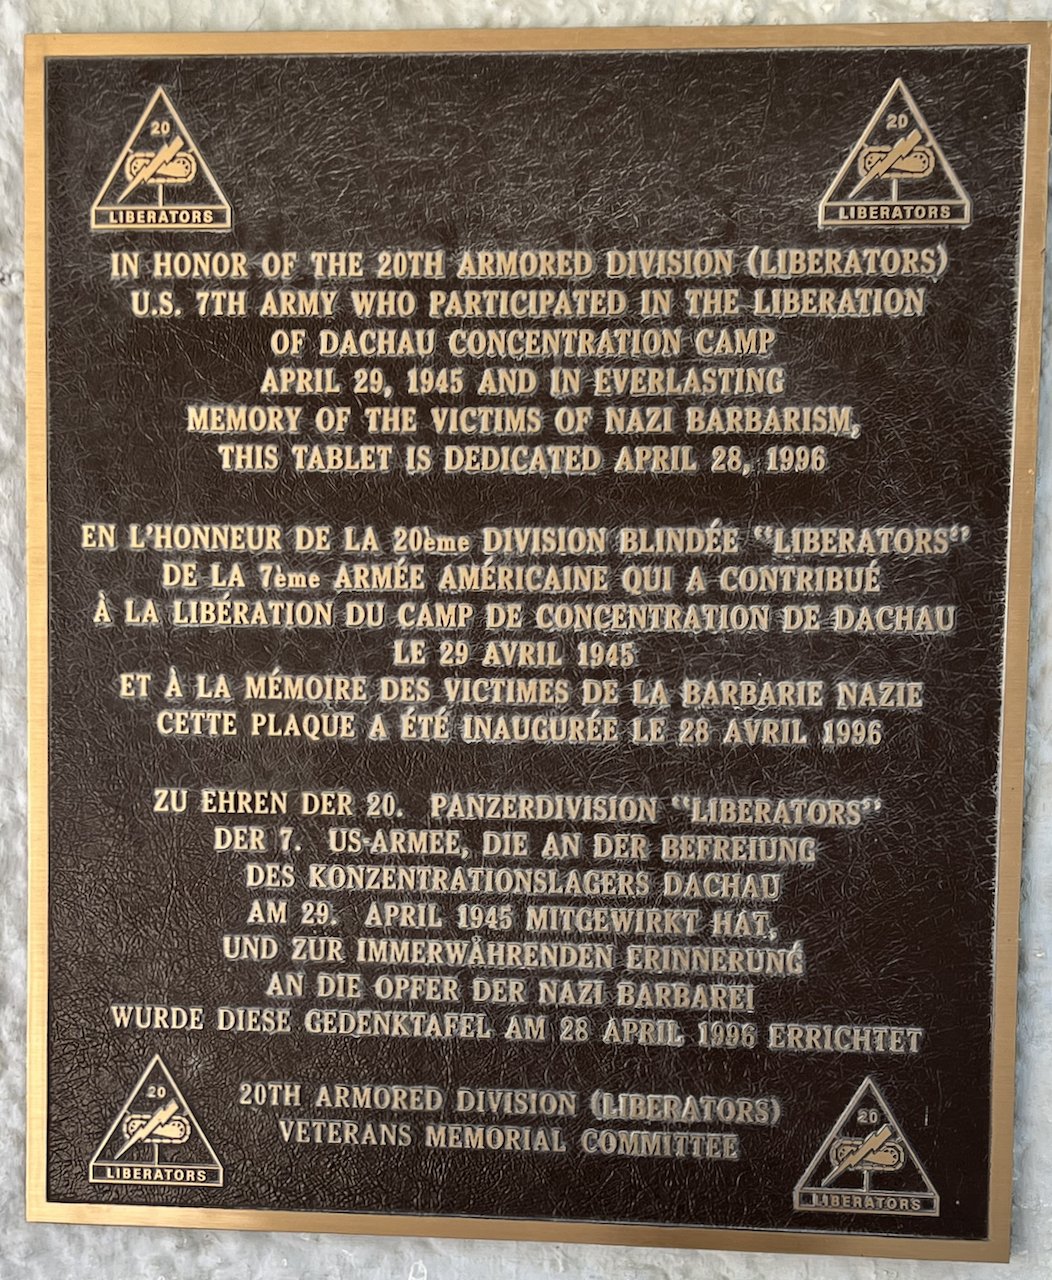 20
LIBERATORS
20
LIBERATORS
IN HONOR OF THE 20TH ARMORED DIVISION (LIBERATORS)
U.S. 7TH ARMY WHO PARTICIPATED IN THE LIBERATION
OF DACHAU CONCENTRATION CAMP
APRIL 29, 1945 AND IN EVERLASTING
MEMORY OF THE VICTIMS OF NAZI BARBARISM,
THIS TABLET IS DEDICATED APRIL 28, 1996
EN L'HONNEUR DE LA 20ème DIVISION BLINDÉE "LIBERATORS"
DE LA 7ème ARMÉE AMÉRICAINE QUI A CONTRIBUÉ
À LA LIBÉRATION DU CAMP DE CONCENTRATION DE DACHAU
LE 29 AVRIL 1945
ET À LA MÉMOIRE DES VICTIMES DE LA BARBARIE NAZIE
CETTE PLAQUE A ÉTÉ INAUGURÉE LE 28 AVRIL 1996
ZU EHREN DER 20. PANZERDIVISION "LIBERATORS"
DER 7. US-ARMEE, DIE AN DER BEFREIUNG
DES KONZENTRATIONSLAGERS DACHAU
AM 29. APRIL 1945 MITGEWIRKT HAT,
UND ZUR IMMERWÄHRENDEN ERINNERUNG
AN DIE OPFER DER NAZI BARBAREI
WURDE DIESE GEDENKTAFEL AM 28 APRIL 1996 ERRICHTET
20TH ARMORED DIVISION (LIBERATORS)
VETERANS MEMORIAL COMMITTEE
20
LIBERATORS
20
LIBERATORS